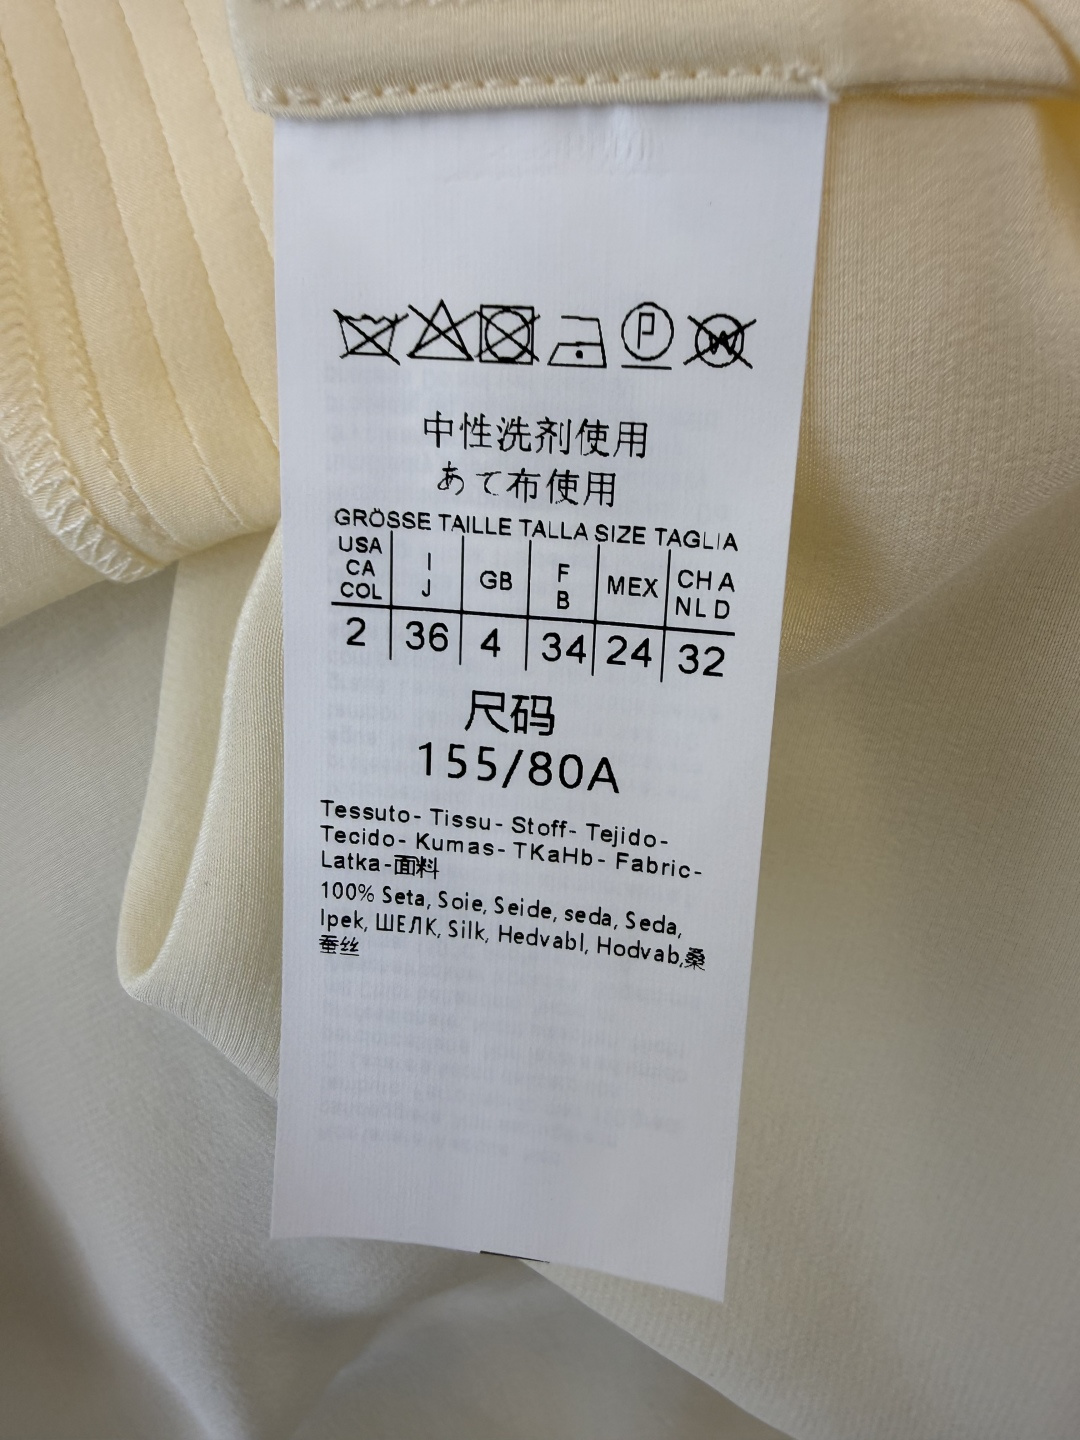 P W
中性洗剤使用
あて布使用
GRÖSSE TAILLE TALLA SIZE TAGLIA
USA CA COL I J GB F B MEX CH A NL D
2 36 4 34 24 32
尺码
155/80A
Tessuto- Tissu- Stoff- Tejido-
Tecido- Kumas- TKaHb- Fabric-
Latka-面料
100% Seta, Soie, Seide, seda, Seda,
Ipek, ШЕЛК, Silk, Hedvabl, Hodvab,桑
蚕丝